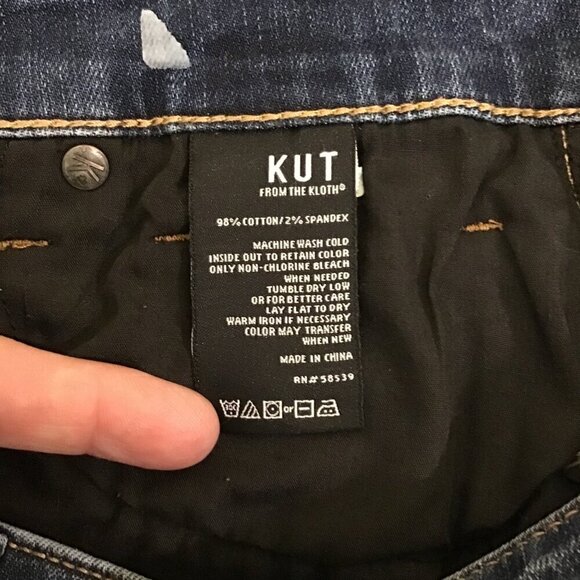 KUT
FROM THE KLOTH®
98% COTTON/2% SPANDEX
MACHINE WASH COLD
INSIDE OUT TO RETAIN COLOR
ONLY NON-CHLORINE BLEACH
WHEN NEEDED
TUMBLE DRY LOW
OR FOR BETTER CARE
LAY FLAT TO DRY
WARM IRON IF NECESSARY
COLOR MAY TRANSFER
WHEN NEW
MADE IN CHINA
RN# 58539
or